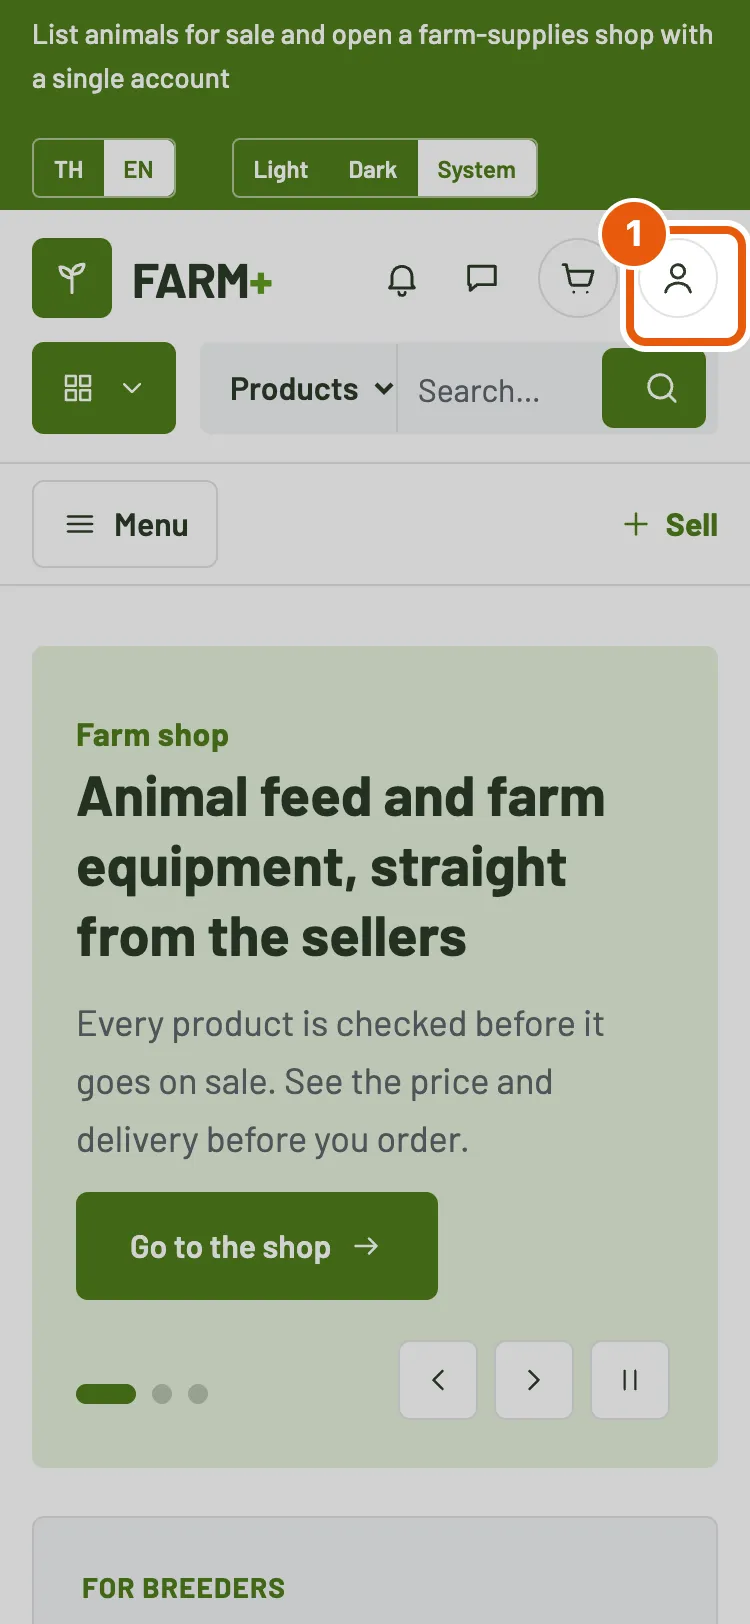 List animals for sale and open a farm-supplies shop with
a single account
TH EN Light Dark System
1
FARM+
Products Search...
Menu + Sell
Farm shop
Animal feed and farm
equipment, straight
from the sellers
Every product is checked before it
goes on sale. See the price and
delivery before you order.
Go to the shop →
FOR BREEDERS